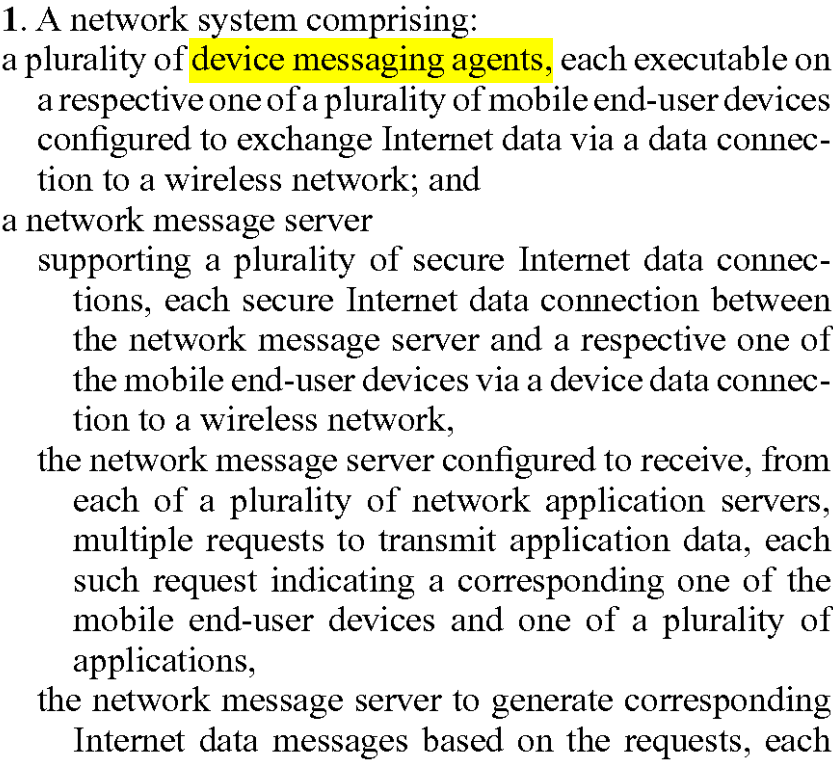 1. A network system comprising:
a plurality of device messaging agents, each executable on
a respective one of a plurality of mobile end-user devices
configured to exchange Internet data via a data connec-
tion to a wireless network; and
a network message server
supporting a plurality of secure Internet data connec-
tions, each secure Internet data connection between
the network message server and a respective one of
the mobile end-user devices via a device data connec-
tion to a wireless network,
the network message server configured to receive, from
each of a plurality of network application servers,
multiple requests to transmit application data, each
such request indicating a corresponding one of the
mobile end-user devices and one of a plurality of
applications,
the network message server to generate corresponding
Internet data messages based on the requests, each